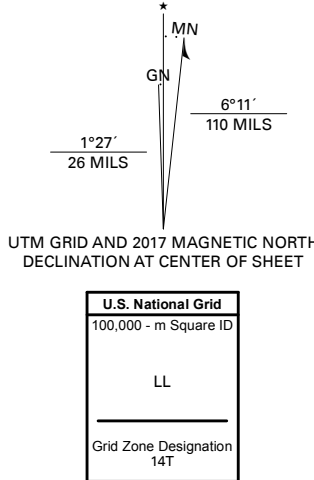 ★
MN
GN
6°11´
110 MILS
1°27´
26 MILS
UTM GRID AND 2017 MAGNETIC NORTH
DECLINATION AT CENTER OF SHEET
U.S. National Grid
100,000 - m Square ID
LL
Grid Zone Designation
14T